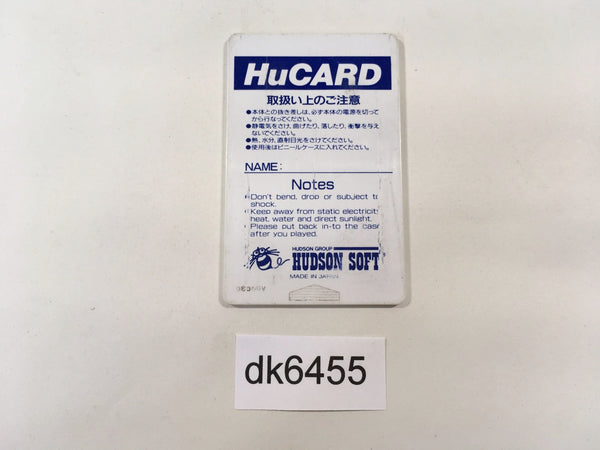 HuCARD
取扱い上のご注意
●本体との抜き差しは、必ず本体の電源を切って
から行なってください。
●静電気をさけ、曲げたり、落したり、衝撃を与え
ないでください。
●熱、水分、直射日光をさけてください。
●使用後はビニールケースに入れてください。
NAME:
Notes
●Don't bend, drop or subject to
shock.
●Keep away from static electricit
heat, water and direct sunlight.
●Please put back in-to the case
after you played.
HUDSON GROUP
HUDSON SOFT
MADE IN JAPAN
dk6455